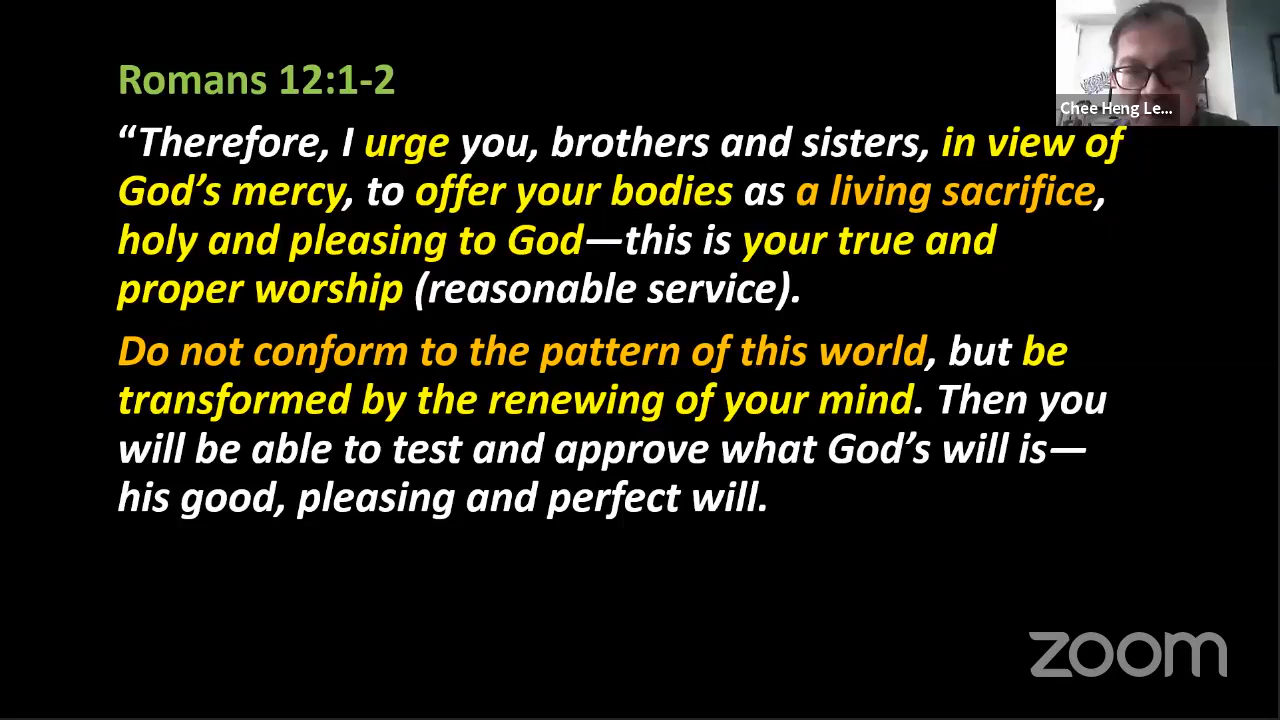 Romans 12:1-2
Chee Heng Le...
“Therefore, I urge you, brothers and sisters, in view of
God’s mercy, to offer your bodies as a living sacrifice,
holy and pleasing to God—this is your true and
proper worship (reasonable service).
Do not conform to the pattern of this world, but be
transformed by the renewing of your mind. Then you
will be able to test and approve what God’s will is—
his good, pleasing and perfect will.
zoom